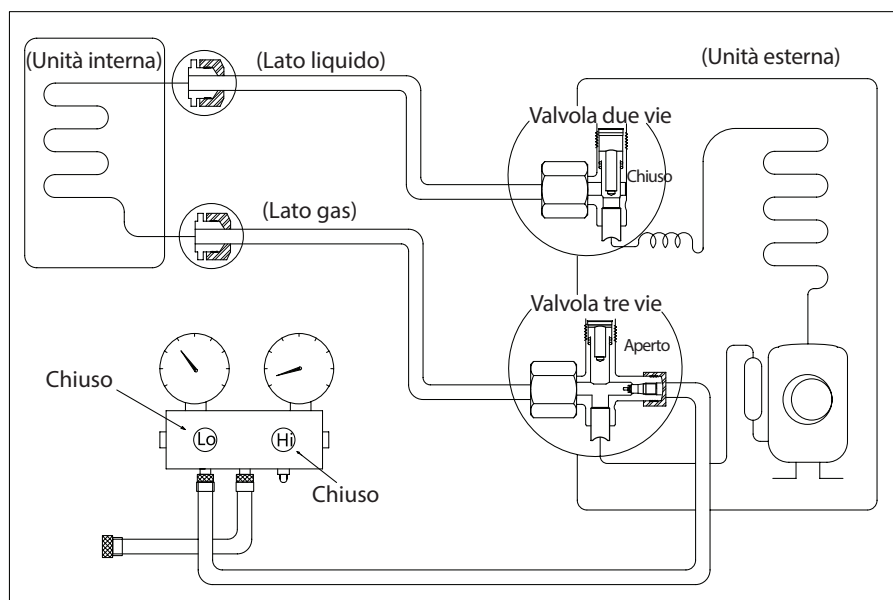 (Unità interna)
(Lato liquido)
(Unità esterna)
Valvola due vie
Chiuso
(Lato gas)
Valvola tre vie
Aperto
Chiuso
Lo
Hi
Chiuso